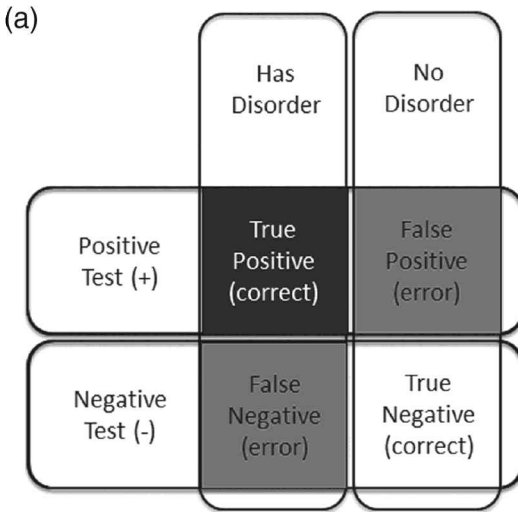 (a)
Has
Disorder
No
Disorder
Positive
Test (+)
True
Positive
(correct)
False
Positive
(error)
Negative
Test (-)
False
Negative
(error)
True
Negative
(correct)